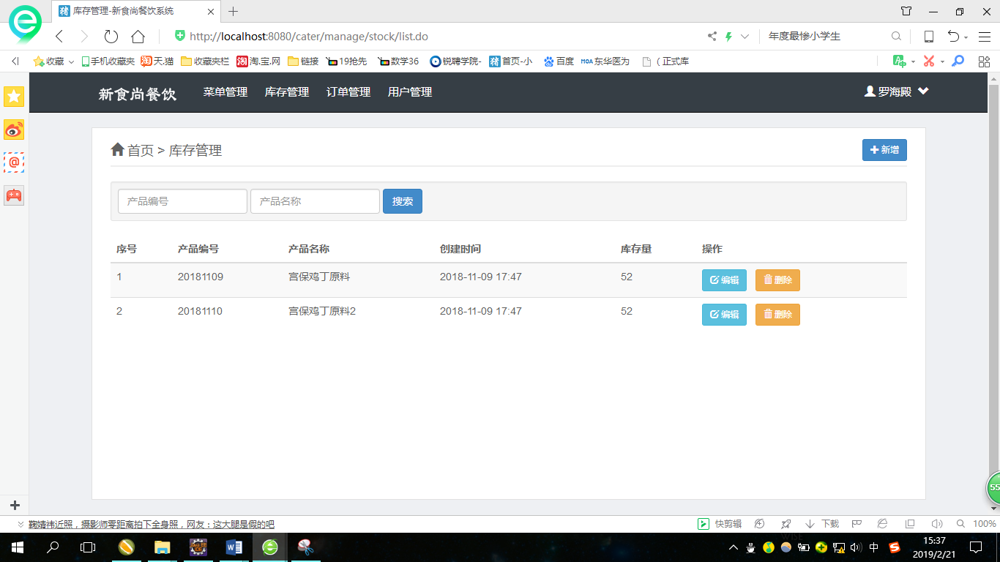 库存管理-新食尚餐饮系统
http://localhost:8080/cater/manage/stock/list.do
年度最惨小学生
收藏 手机收藏夹 天.猫 收藏夹栏 淘.宝.网 链接 19抢先 数学36 锐聘学院- 首页-小 百度 东华医为 （ 正式库
新食尚餐饮 菜单管理 库存管理 订单管理 用户管理 罗海殿
首页 > 库存管理 新增
产品编号 产品名称 搜索
序号 产品编号 产品名称 创建时间 库存量 操作
1 20181109 宫保鸡丁原料 2018-11-09 17:47 52 编辑 删除
2 20181110 宫保鸡丁原料2 2018-11-09 17:47 52 编辑 删除
55
鞠婧祎近照，摄影师零距离拍下全身照，网友：这大腿是假的吧 快剪辑 下载 100%
中
15:37
2019/2/21